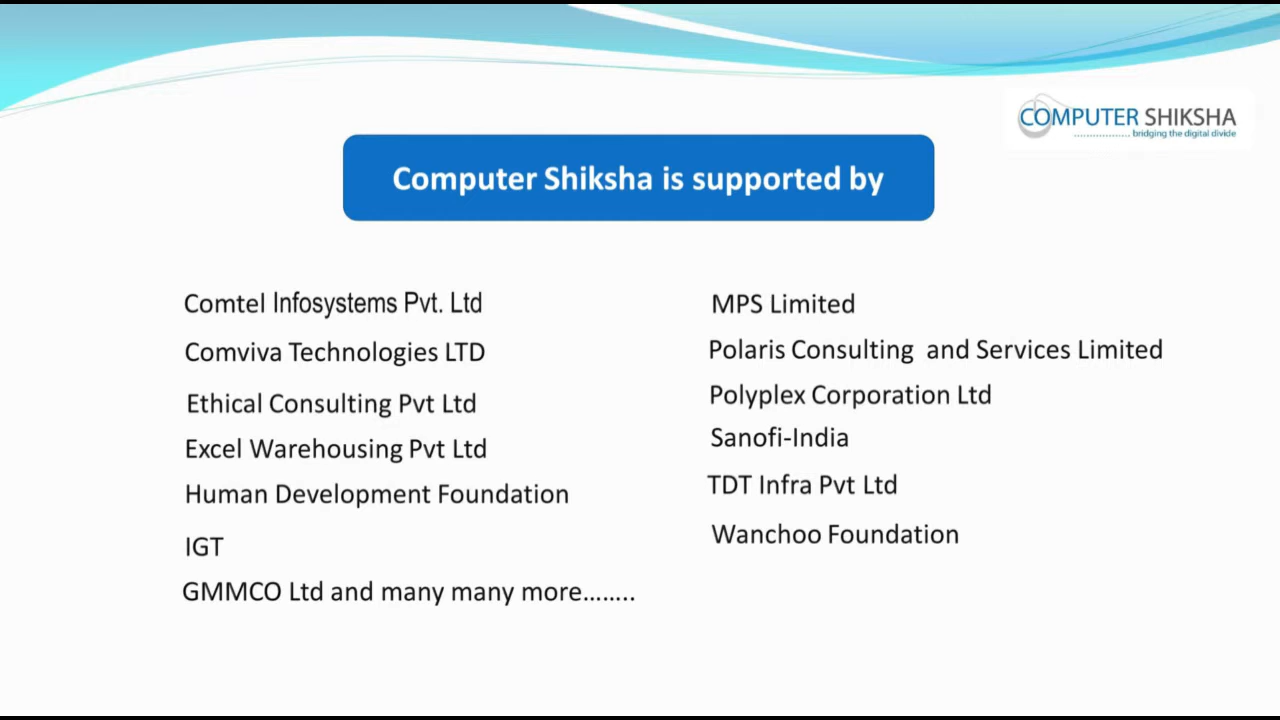 COMPUTER SHIKSHA
................... bridging the digital divide
Computer Shiksha is supported by
Comtel Infosystems Pvt. Ltd
Comviva Technologies LTD
Ethical Consulting Pvt Ltd
Excel Warehousing Pvt Ltd
Human Development Foundation
IGT
GMMCO Ltd and many many more........
MPS Limited
Polaris Consulting and Services Limited
Polyplex Corporation Ltd
Sanofi-India
TDT Infra Pvt Ltd
Wanchoo Foundation